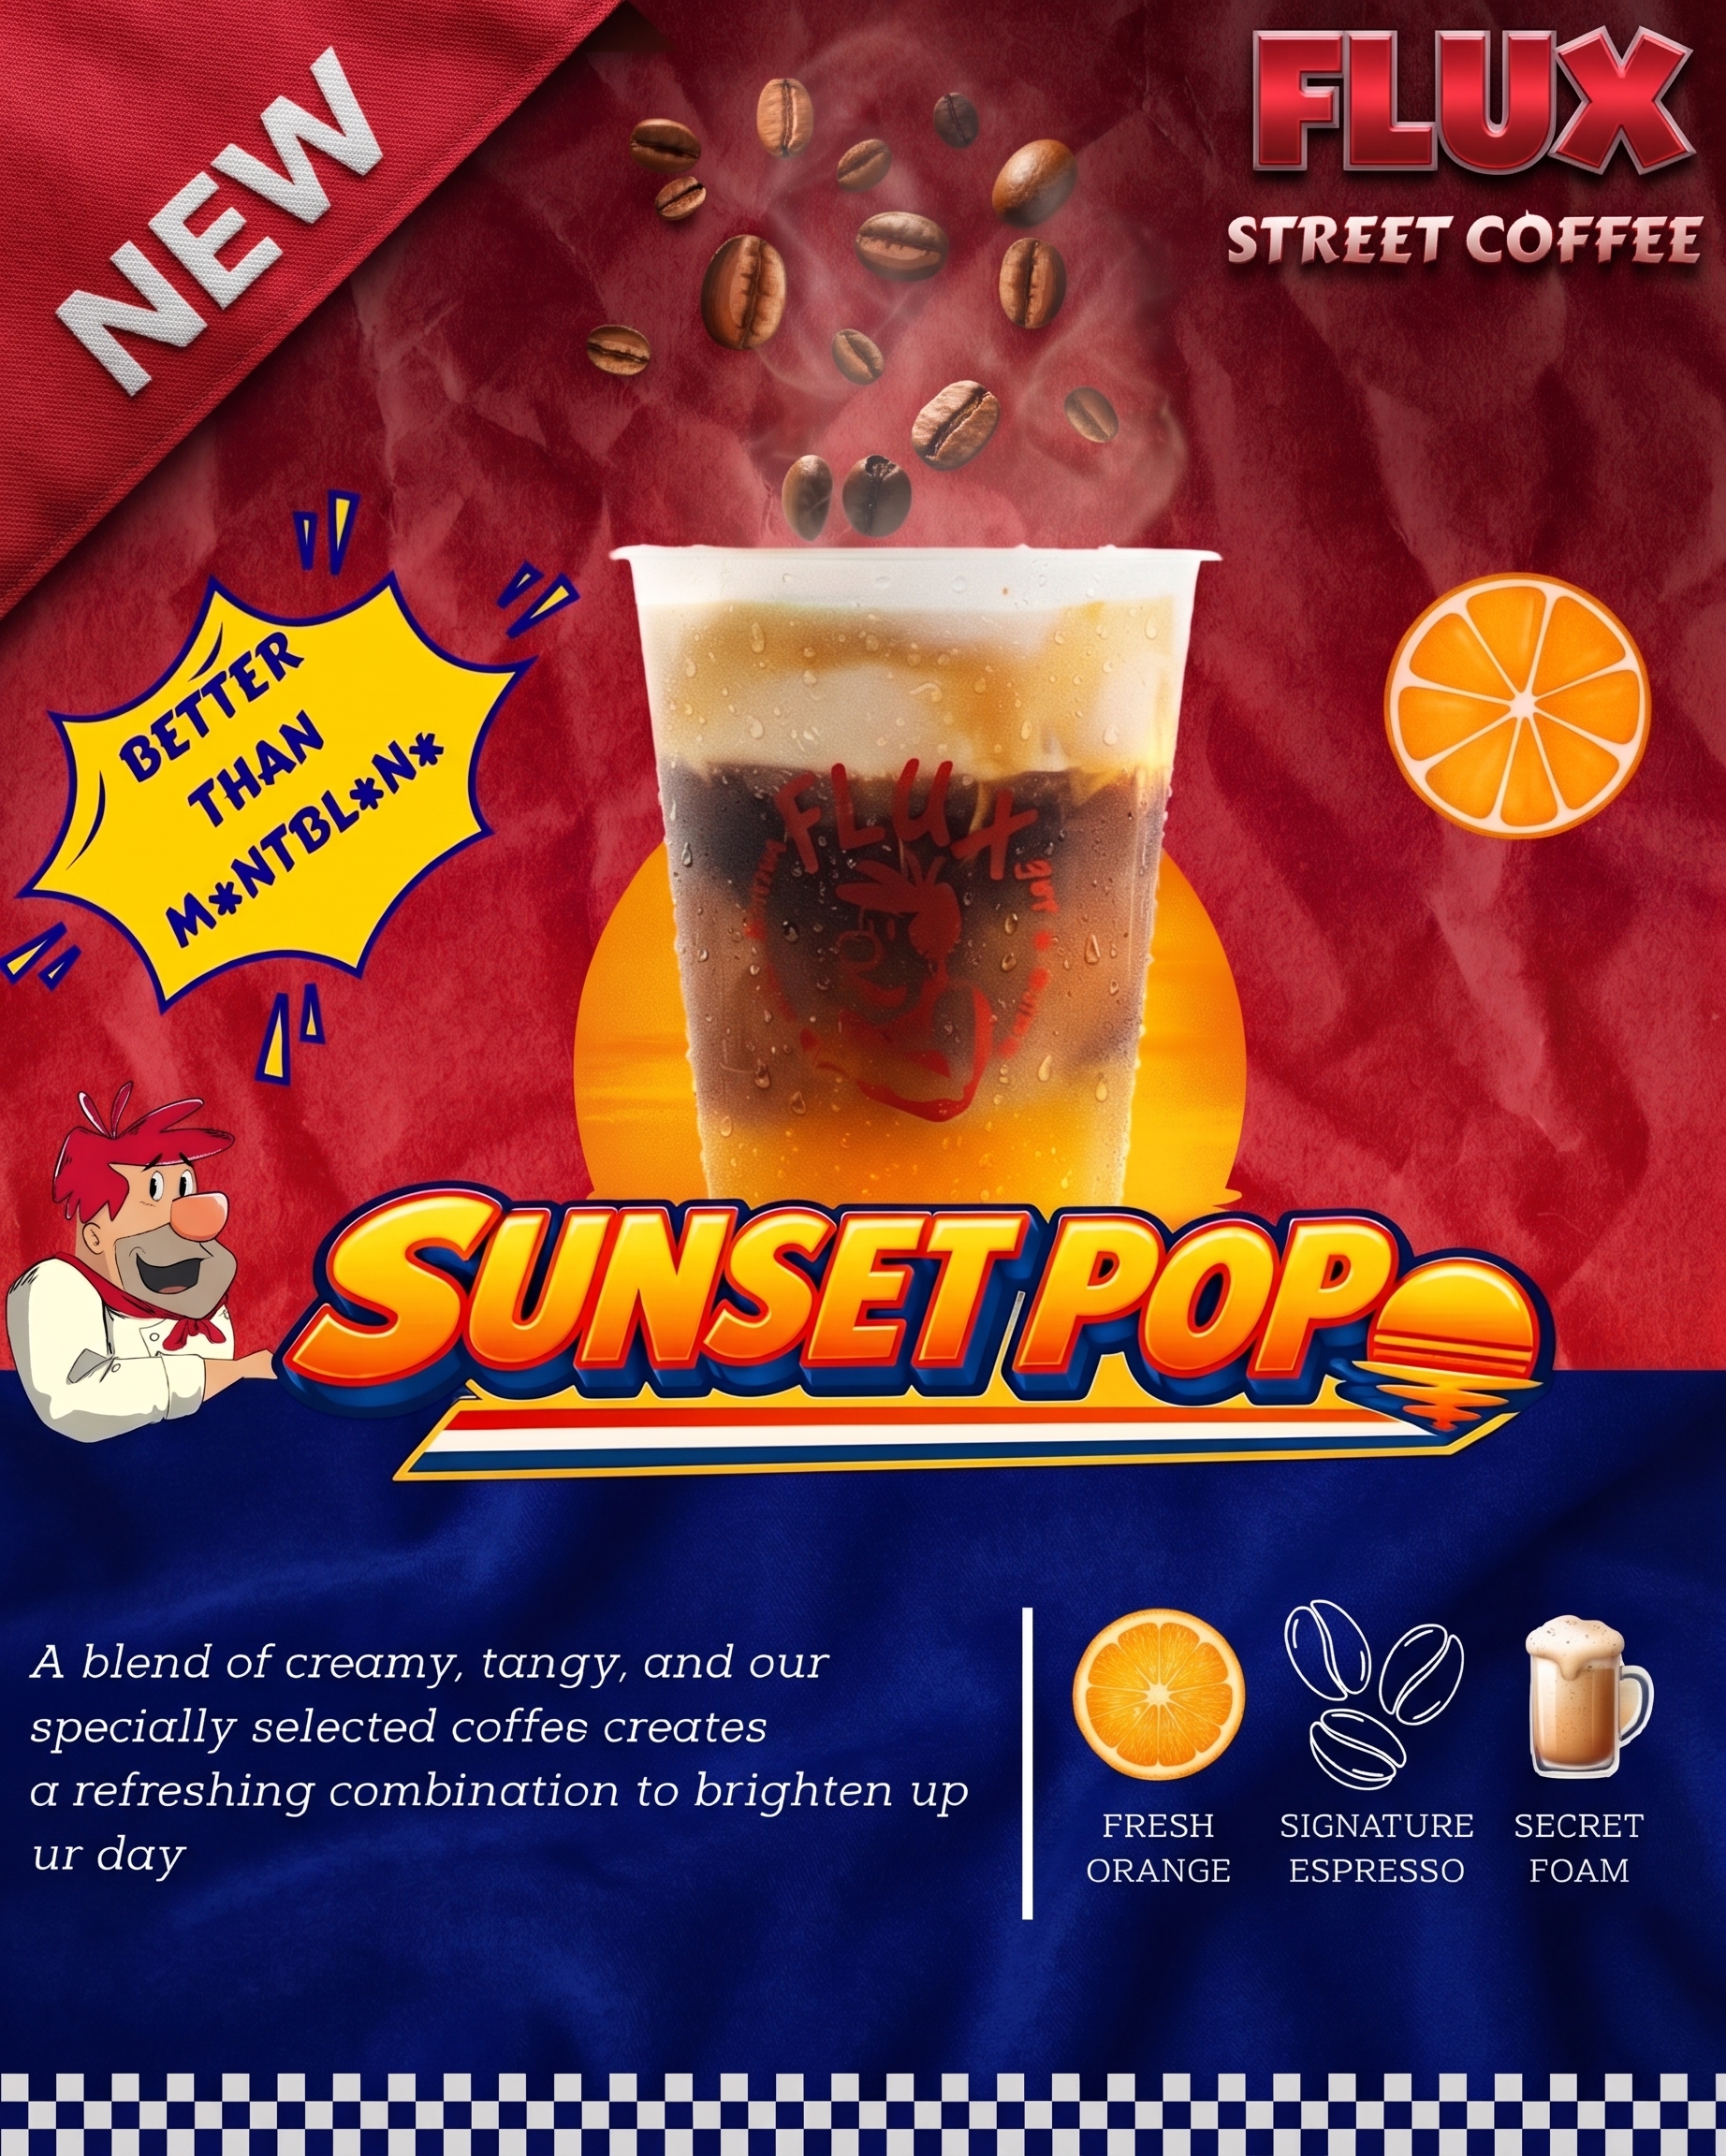 NEW
FLUX
STREET COFFEE
BETTER
THAN
M*NTBL*N*
FLUX
SUNSET POP
A blend of creamy, tangy, and our
specially selected coffee creates
a refreshing combination to brighten up
ur day
FRESH
ORANGE
SIGNATURE
ESPRESSO
SECRET
FOAM